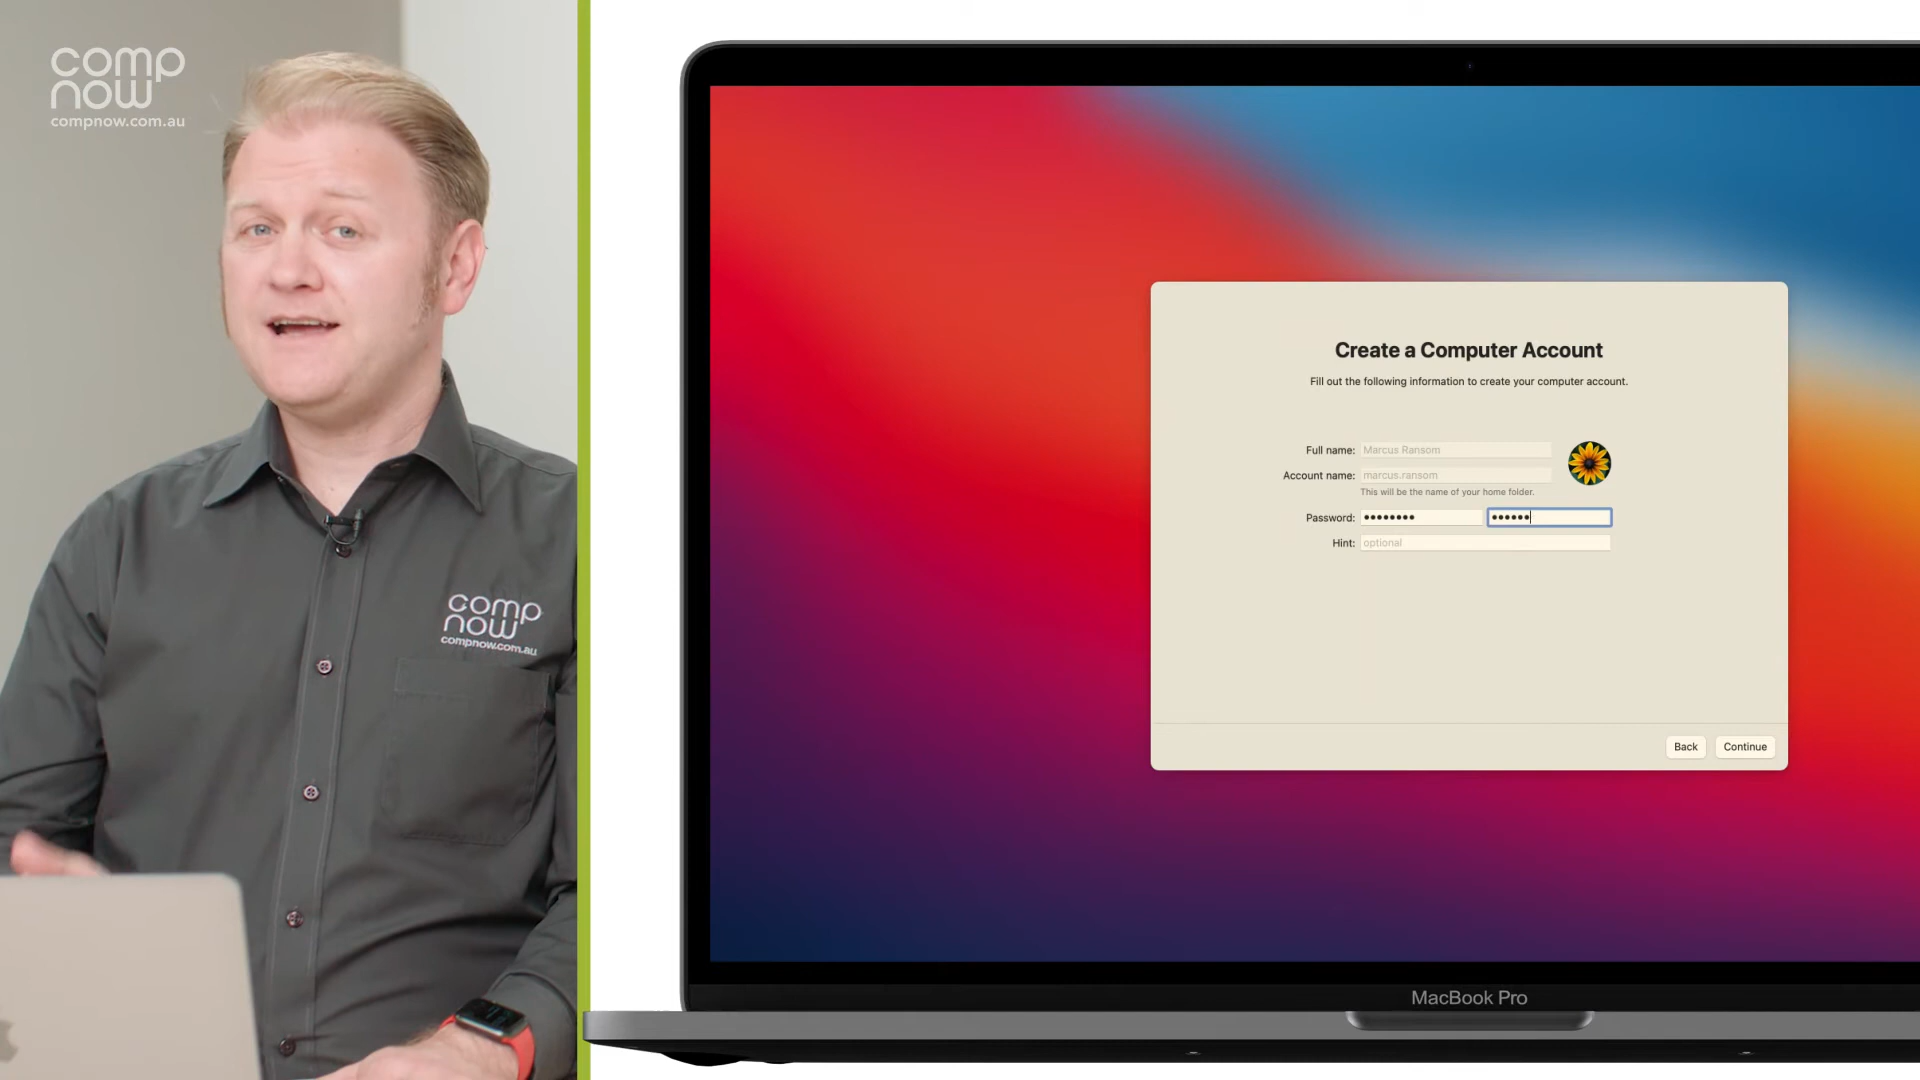 comp
now
compnow.com.au
comp
now
compnow.com.au
Create a Computer Account
Fill out the following information to create your computer account.
Full name: Marcus Ransom
Account name: marcus.ransom
This will be the name of your home folder.
Password: •••••••• ••••••
Hint: optional
Back Continue
MacBook Pro